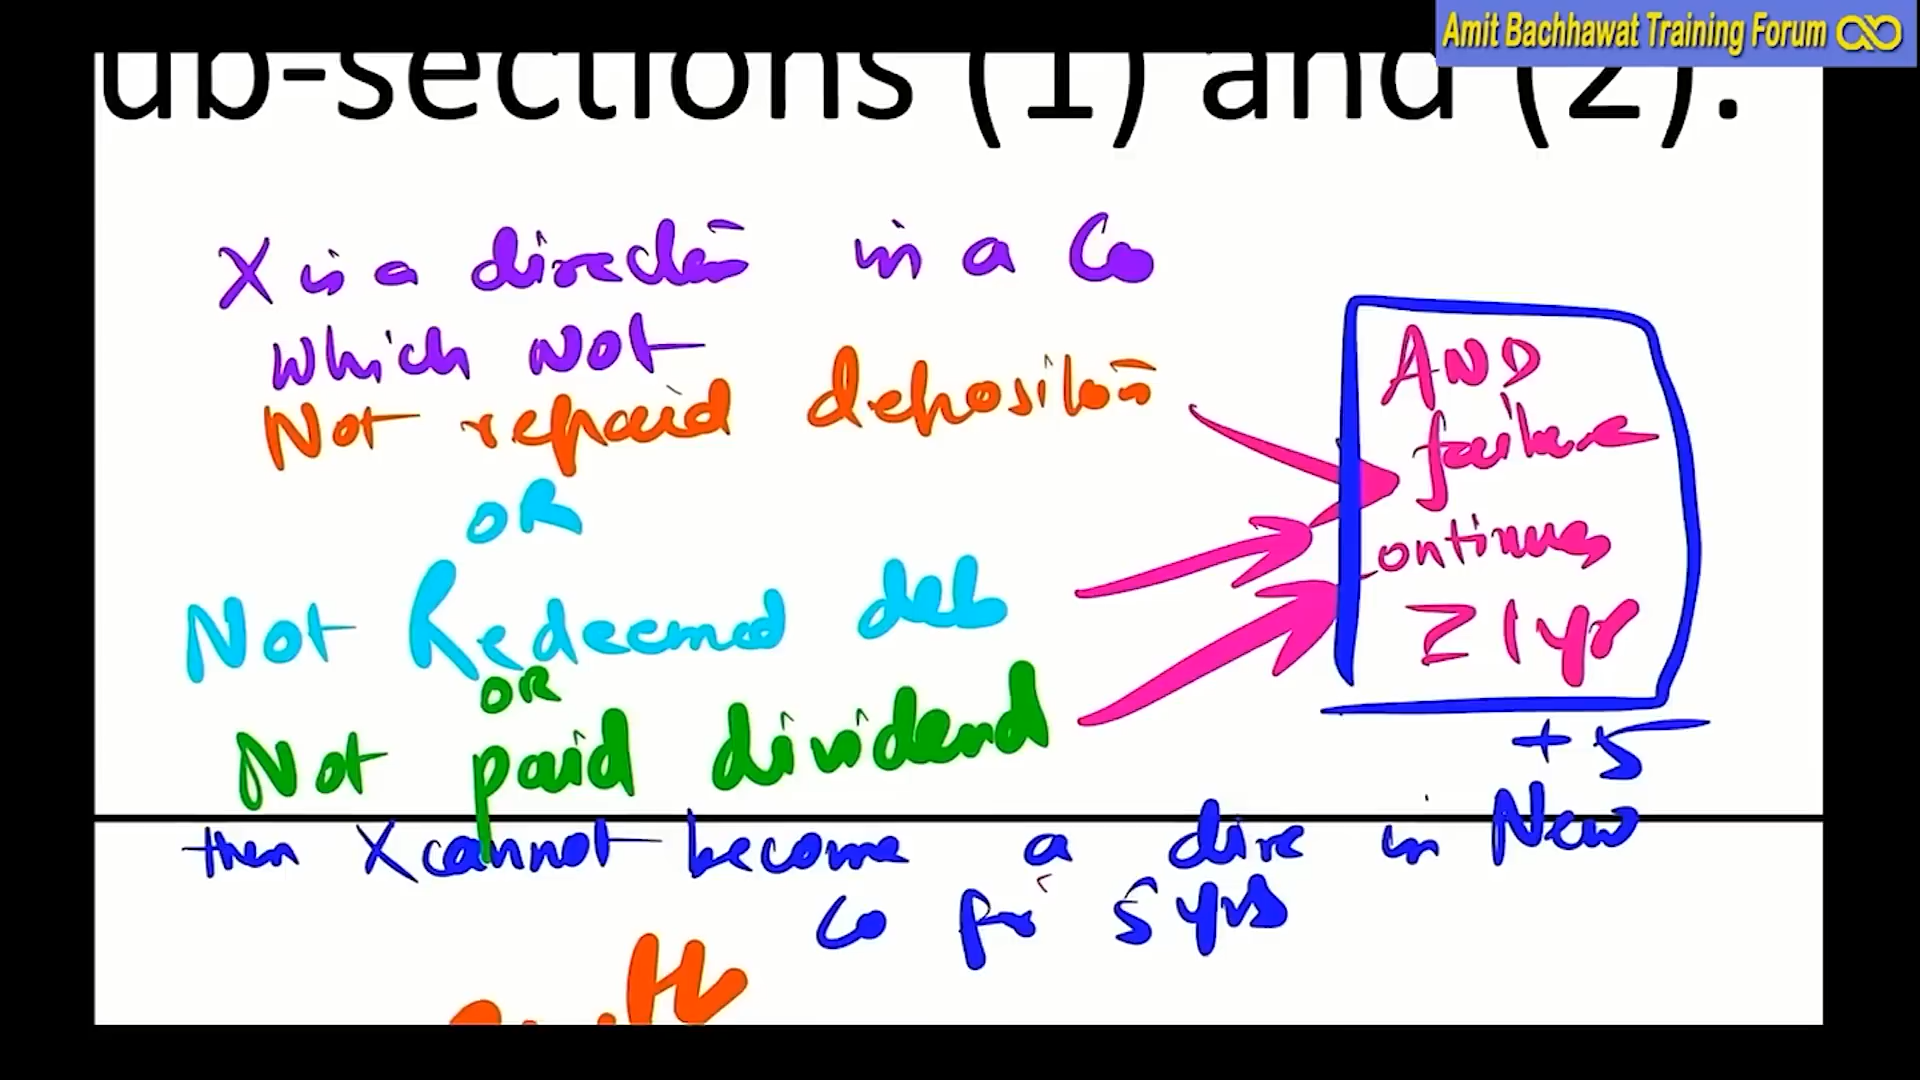 Amit Bachhawat Training Forum
ub-sections (1) and (2).
X is a director in a Co
which not
Not repaid depositors
OR
Not Redeemed deb
OR
Not paid dividend
AND
failure
continues
≥ 1 yr
+ 5
then X cannot become a dire in New
Co for 5 yrs